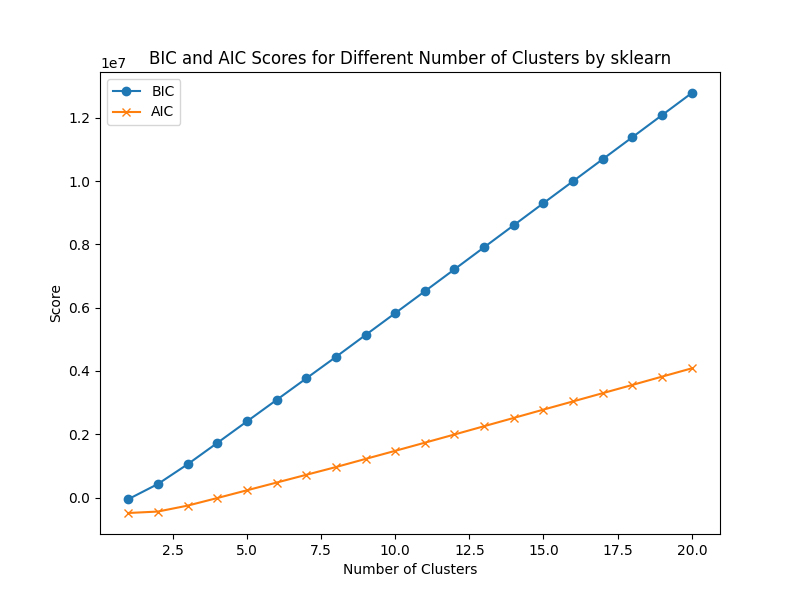 BIC and AIC Scores for Different Number of Clusters by sklearn
1e7
BIC
AIC
1.2
1.0
0.8
0.6
0.4
0.2
0.0
Score
2.5 5.0 7.5 10.0 12.5 15.0 17.5 20.0
Number of Clusters